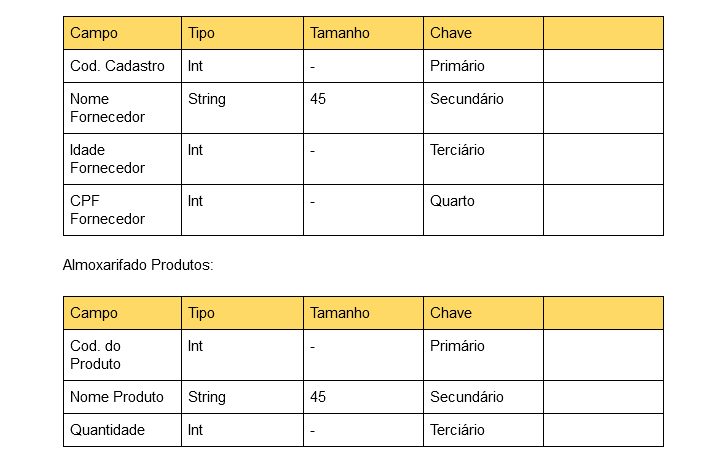 Campo Tipo Tamanho Chave
Cod. Cadastro Int - Primário
Nome String 45 Secundário
Fornecedor
Idade Int - Terciário
Fornecedor
CPF Int - Quarto
Fornecedor
Almoxarifado Produtos:
Campo Tipo Tamanho Chave
Cod. do Int - Primário
Produto
Nome Produto String 45 Secundário
Quantidade Int - Terciário